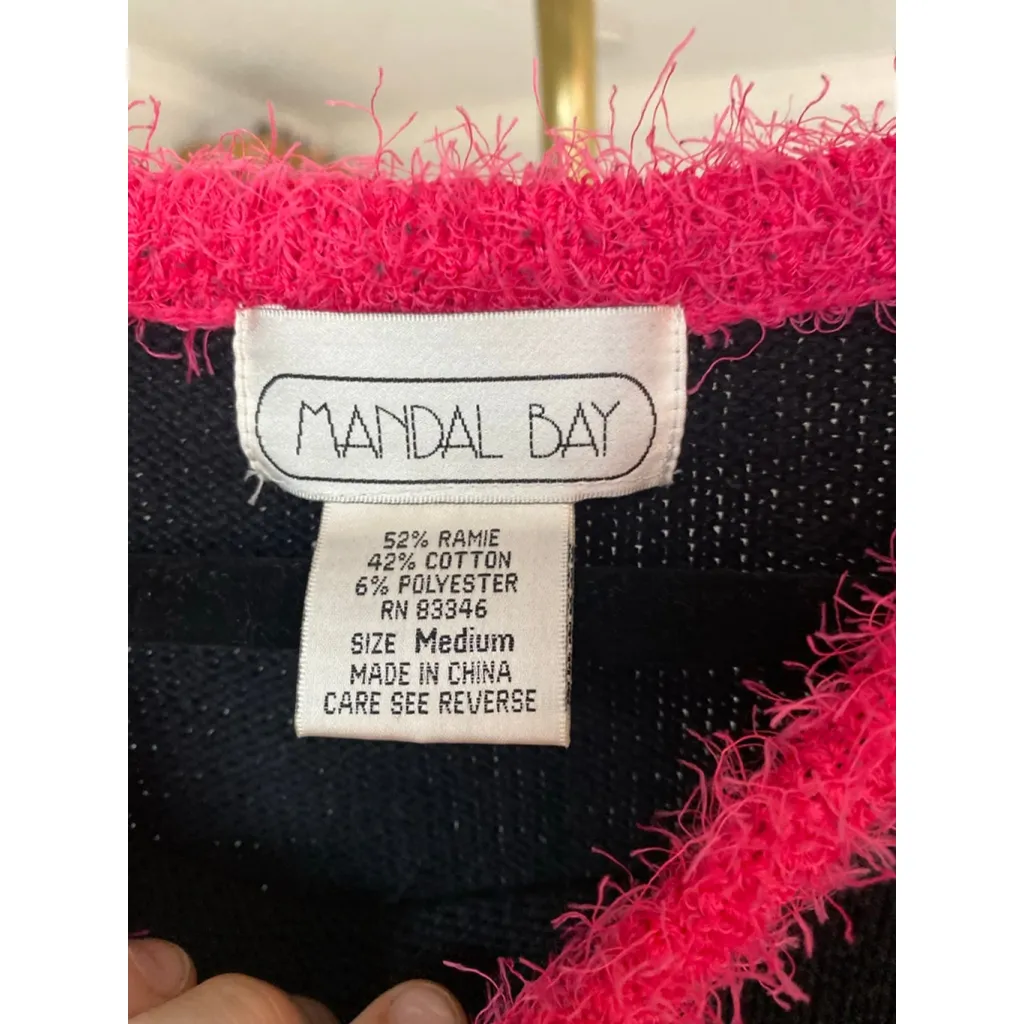 MANDAL BAY
52% RAMIE
42% COTTON
6% POLYESTER
RN 83346
SIZE Medium
MADE IN CHINA
CARE SEE REVERSE